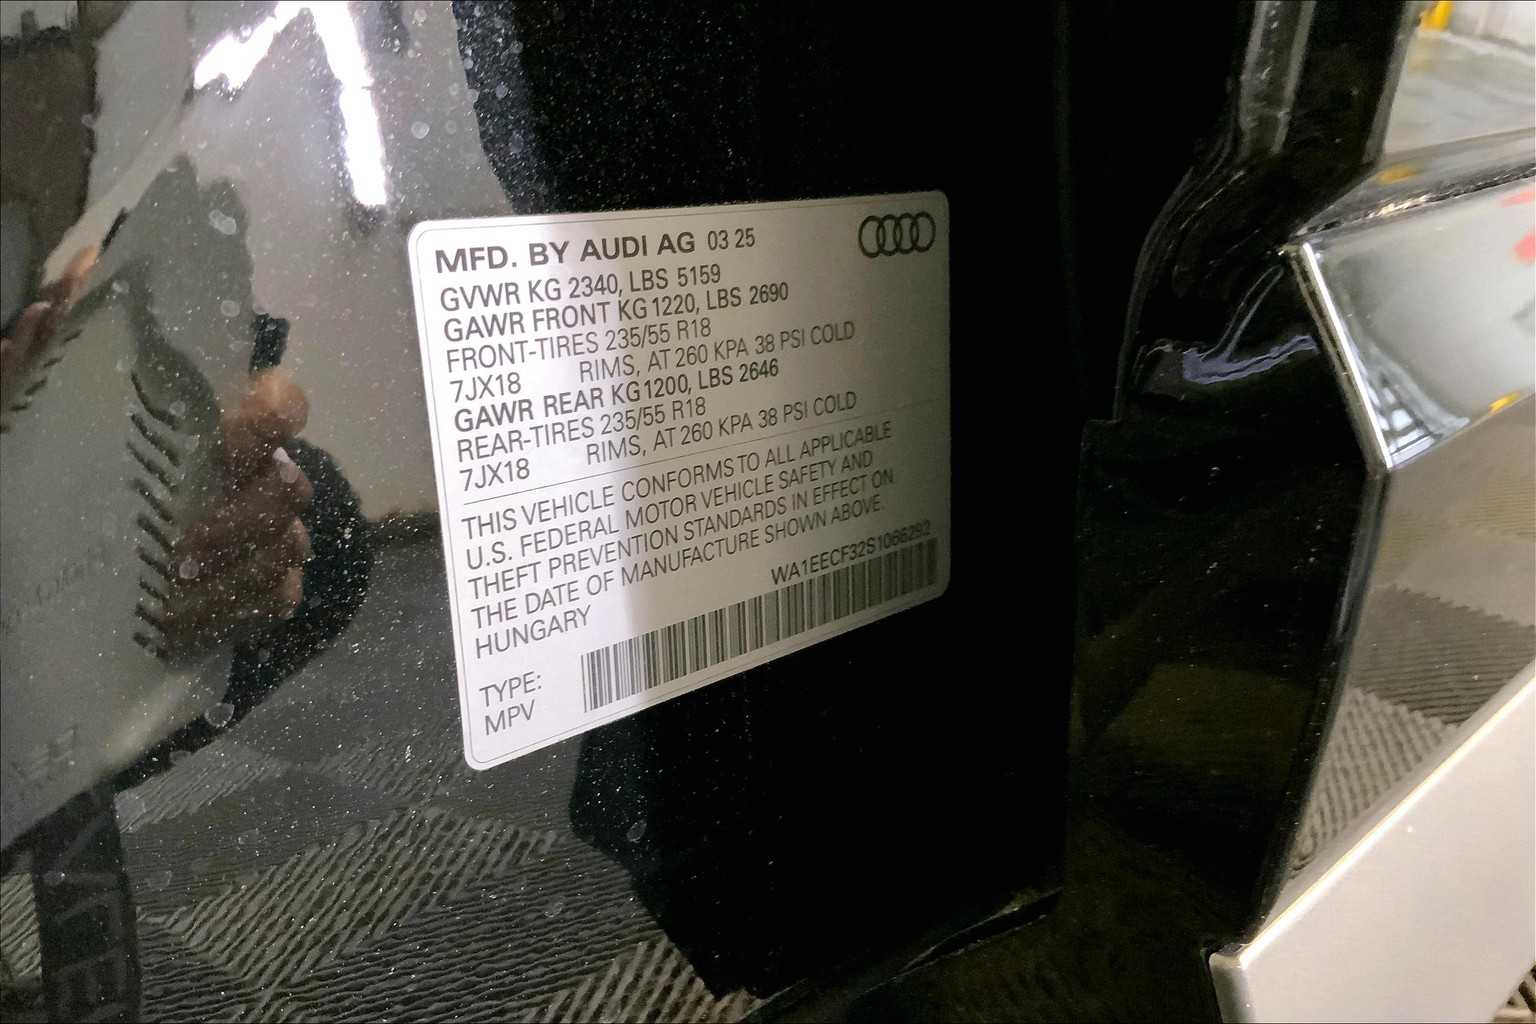 MFD. BY AUDI AG 03 25
GVWR KG 2340, LBS 5159
GAWR FRONT KG 1220, LBS 2690
FRONT-TIRES 235/55 R18
7JX18 RIMS, AT 260 KPA 38 PSI COLD
GAWR REAR KG 1200, LBS 2646
REAR-TIRES 235/55 R18
7JX18 RIMS, AT 260 KPA 38 PSI COLD
THIS VEHICLE CONFORMS TO ALL APPLICABLE
U.S. FEDERAL MOTOR VEHICLE SAFETY AND
THEFT PREVENTION STANDARDS IN EFFECT ON
THE DATE OF MANUFACTURE SHOWN ABOVE.
HUNGARY
WA1EECF32S1066292
TYPE:
MPV